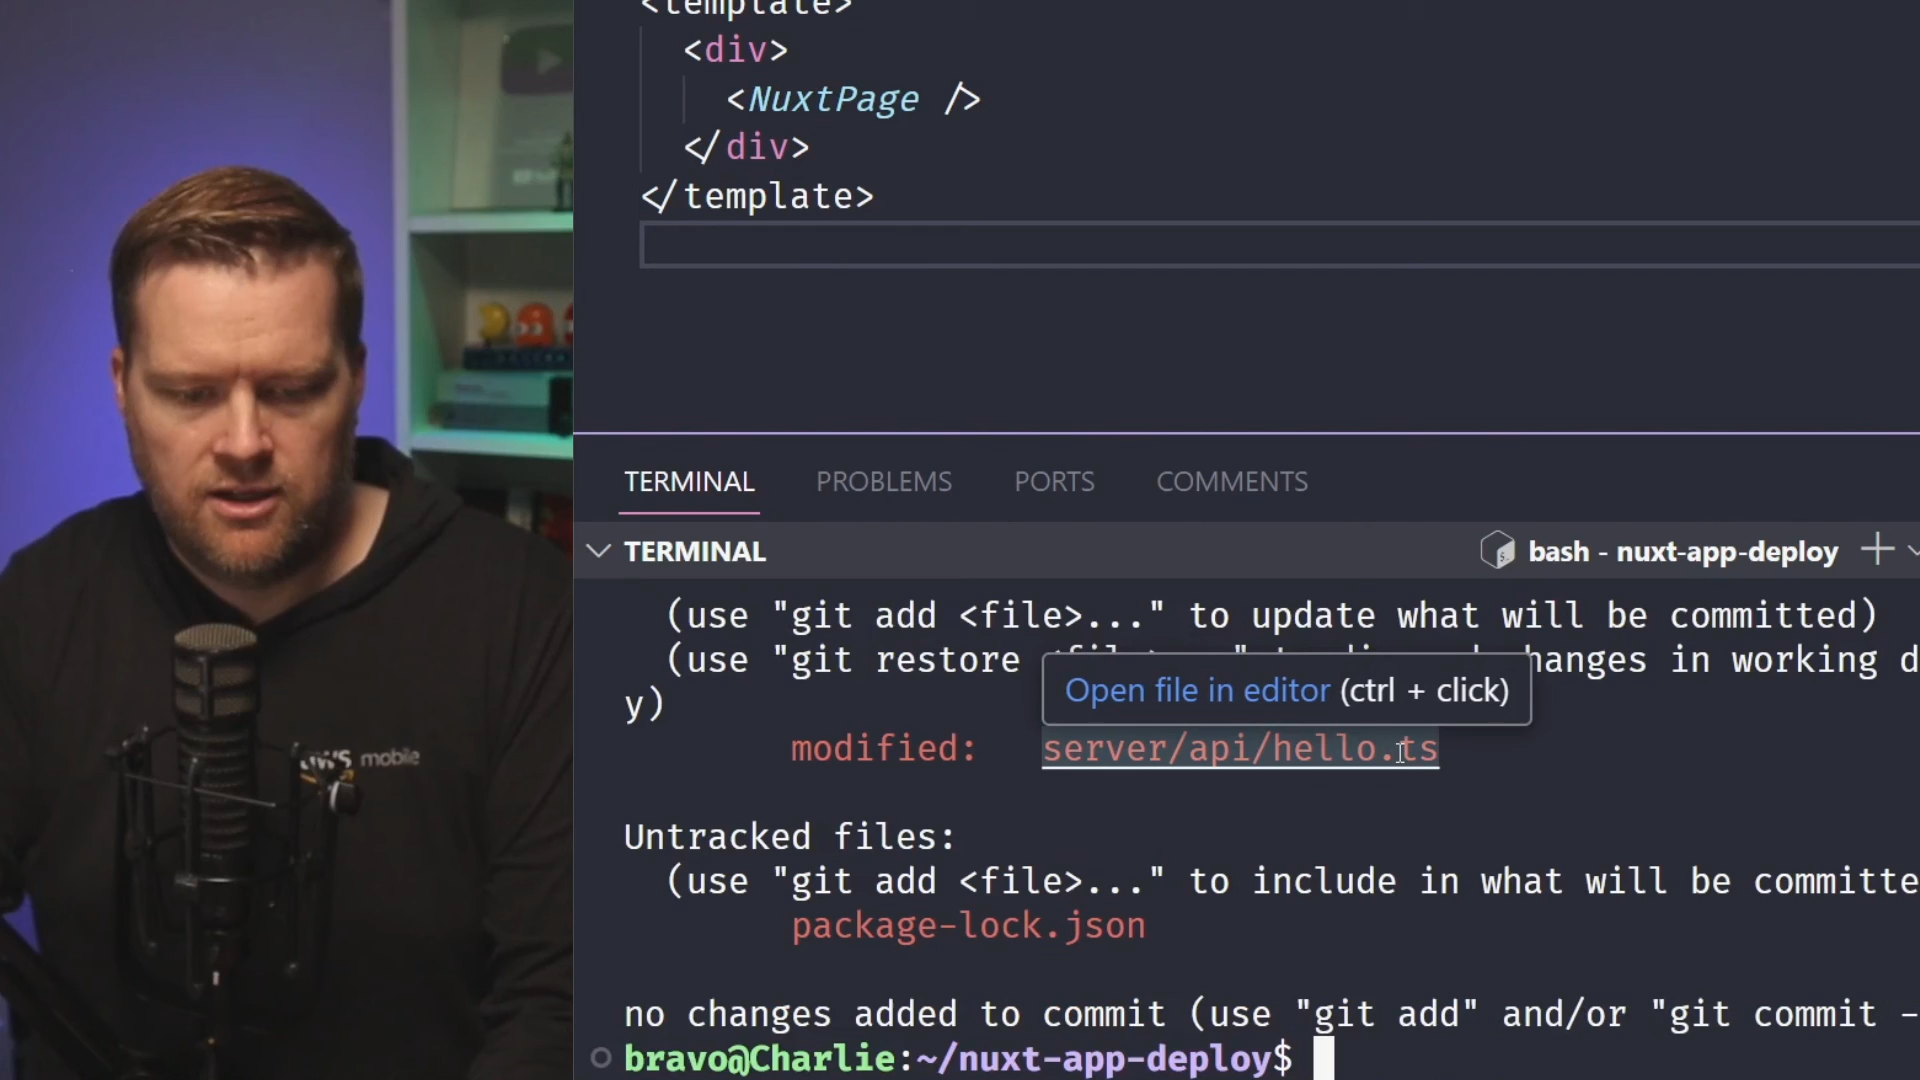 <template>
<div>
<NuxtPage />
</div>
</template>
TERMINAL PROBLEMS PORTS COMMENTS
TERMINAL bash - nuxt-app-deploy
(use "git add <file>..." to update what will be committed)
(use "git restore changes in working d
y)
Open file in editor (ctrl + click)
modified: server/api/hello.ts
Untracked files:
(use "git add <file>..." to include in what will be committe
package-lock.json
no changes added to commit (use "git add" and/or "git commit -
bravo@Charlie:~/nuxt-app-deploy$
aws mobile